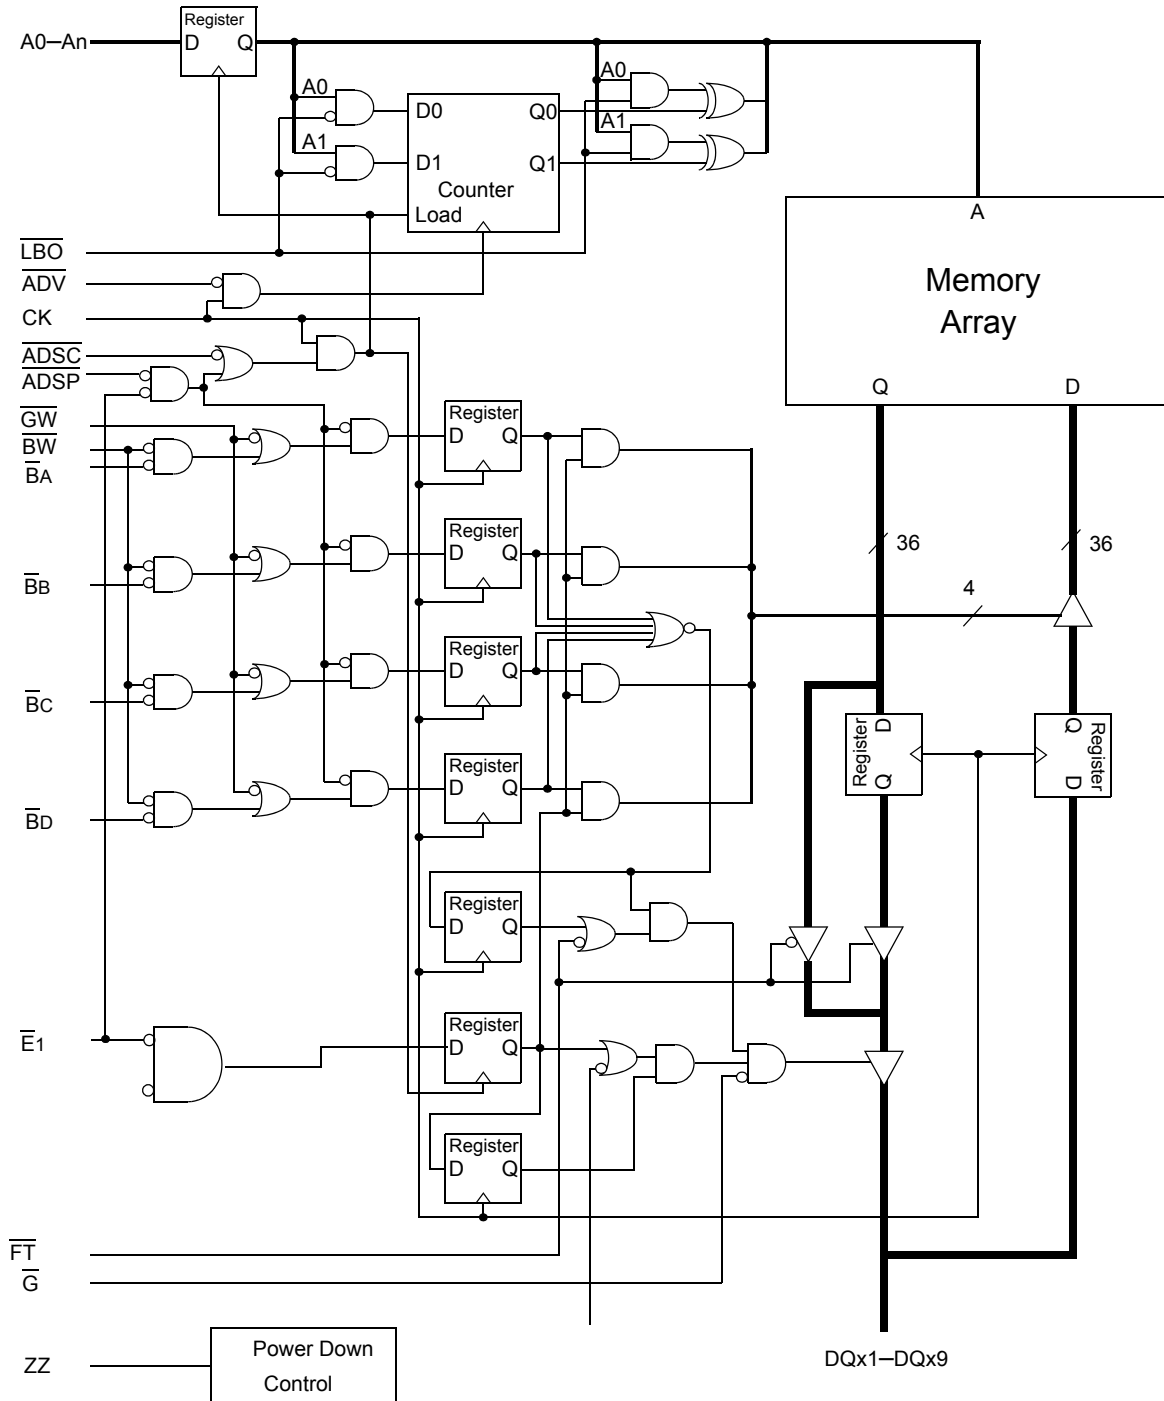 Register
A0–An D Q
A0
A0
D0 Q0
A1
A1
D1 Q1
Counter
Load
A
LBO
ADV
Memory
Array
CK
ADSC
ADSP
Q D
GW
Register
BW
D Q
BA
36 36
Register
D Q
BB
4
Register
D Q
BC
Register
D
Q
Register
Q
D
Register
D Q
BD
Register
D Q
Register
E1
D Q
Register
D Q
FT
G
Power Down
Control
ZZ
DQx1–DQx9